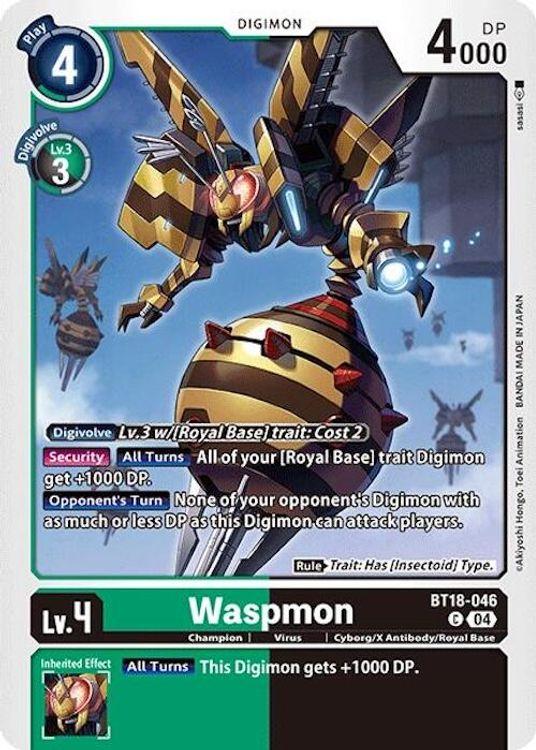 DIGIMON
Play
4
DP
4000
Digivolve
Lv.3
3
sasasi
Digivolve Lv.3 w/[Royal Base] trait: Cost 2
Security All Turns All of your [Royal Base] trait Digimon
get +1000 DP.
Opponent's Turn None of your opponent's Digimon with
as much or less DP as this Digimon can attack players.
Rule Trait: Has [Insectoid] Type.
©Akiyoshi Hongo, Toei Animation BANDAI MADE IN JAPAN
Lv.4
Waspmon
BT18-046
C 04
Champion | Virus | Cyborg/X Antibody/Royal Base
Inherited Effect
All Turns This Digimon gets +1000 DP.